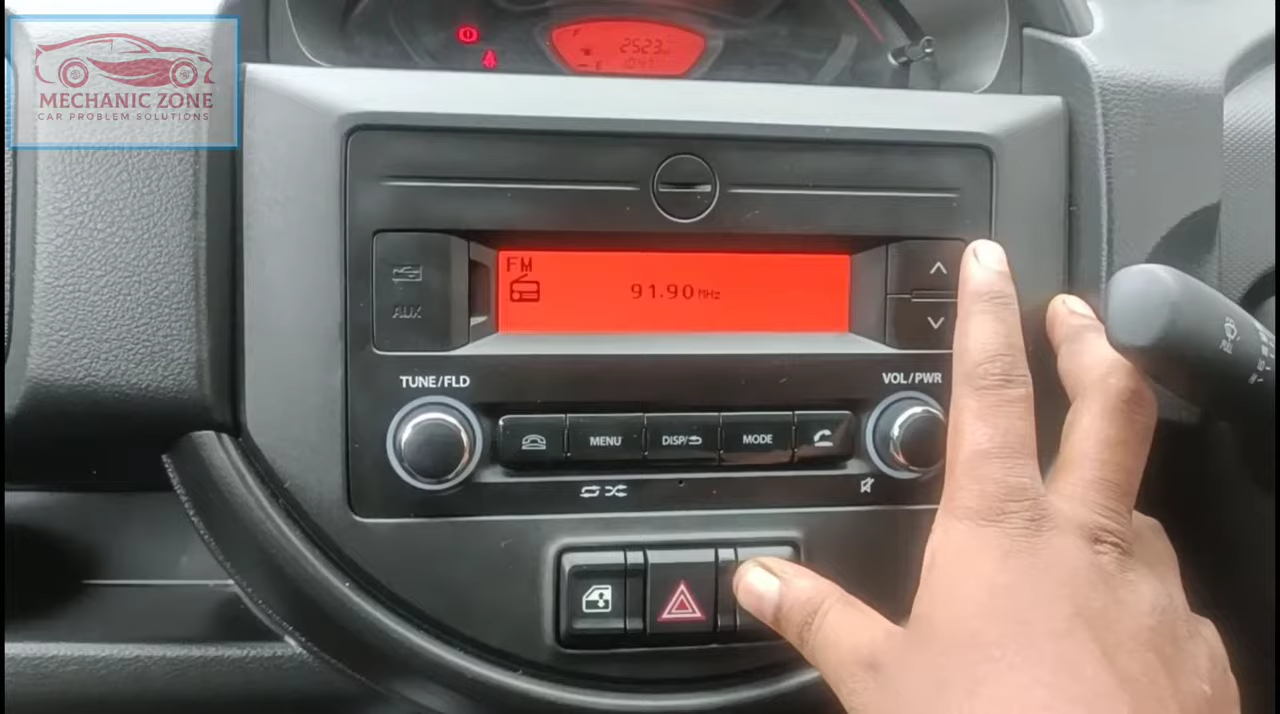 MECHANIC ZONE
CAR PROBLEM SOLUTIONS
2523
FM
91.90 MHz
AUX
TUNE/FLD
VOL/PWR
MENU
DISP/
MODE